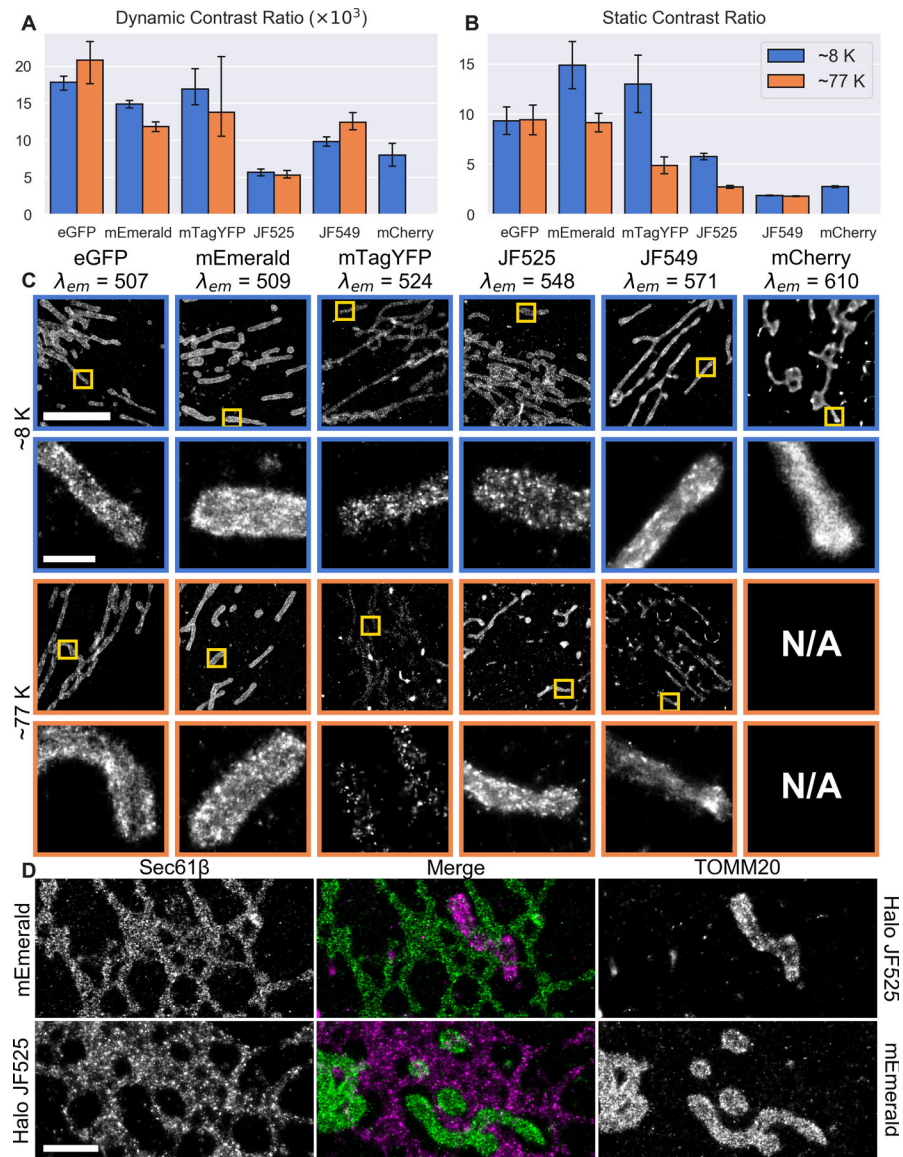 A
Dynamic Contrast Ratio (×10³)
20
15
10
5
0
eGFP mEmerald mTagYFP JF525 JF549 mCherry
B
Static Contrast Ratio
~8 K
~77 K
15
10
5
0
eGFP mEmerald mTagYFP JF525 JF549 mCherry
C
eGFP mEmerald mTagYFP JF525 JF549 mCherry
λem = 507 λem = 509 λem = 524 λem = 548 λem = 571 λem = 610
~8 K
~77 K
N/A
N/A
D
Sec61β Merge TOMM20
mEmerald
Halo JF525
Halo JF525
mEmerald